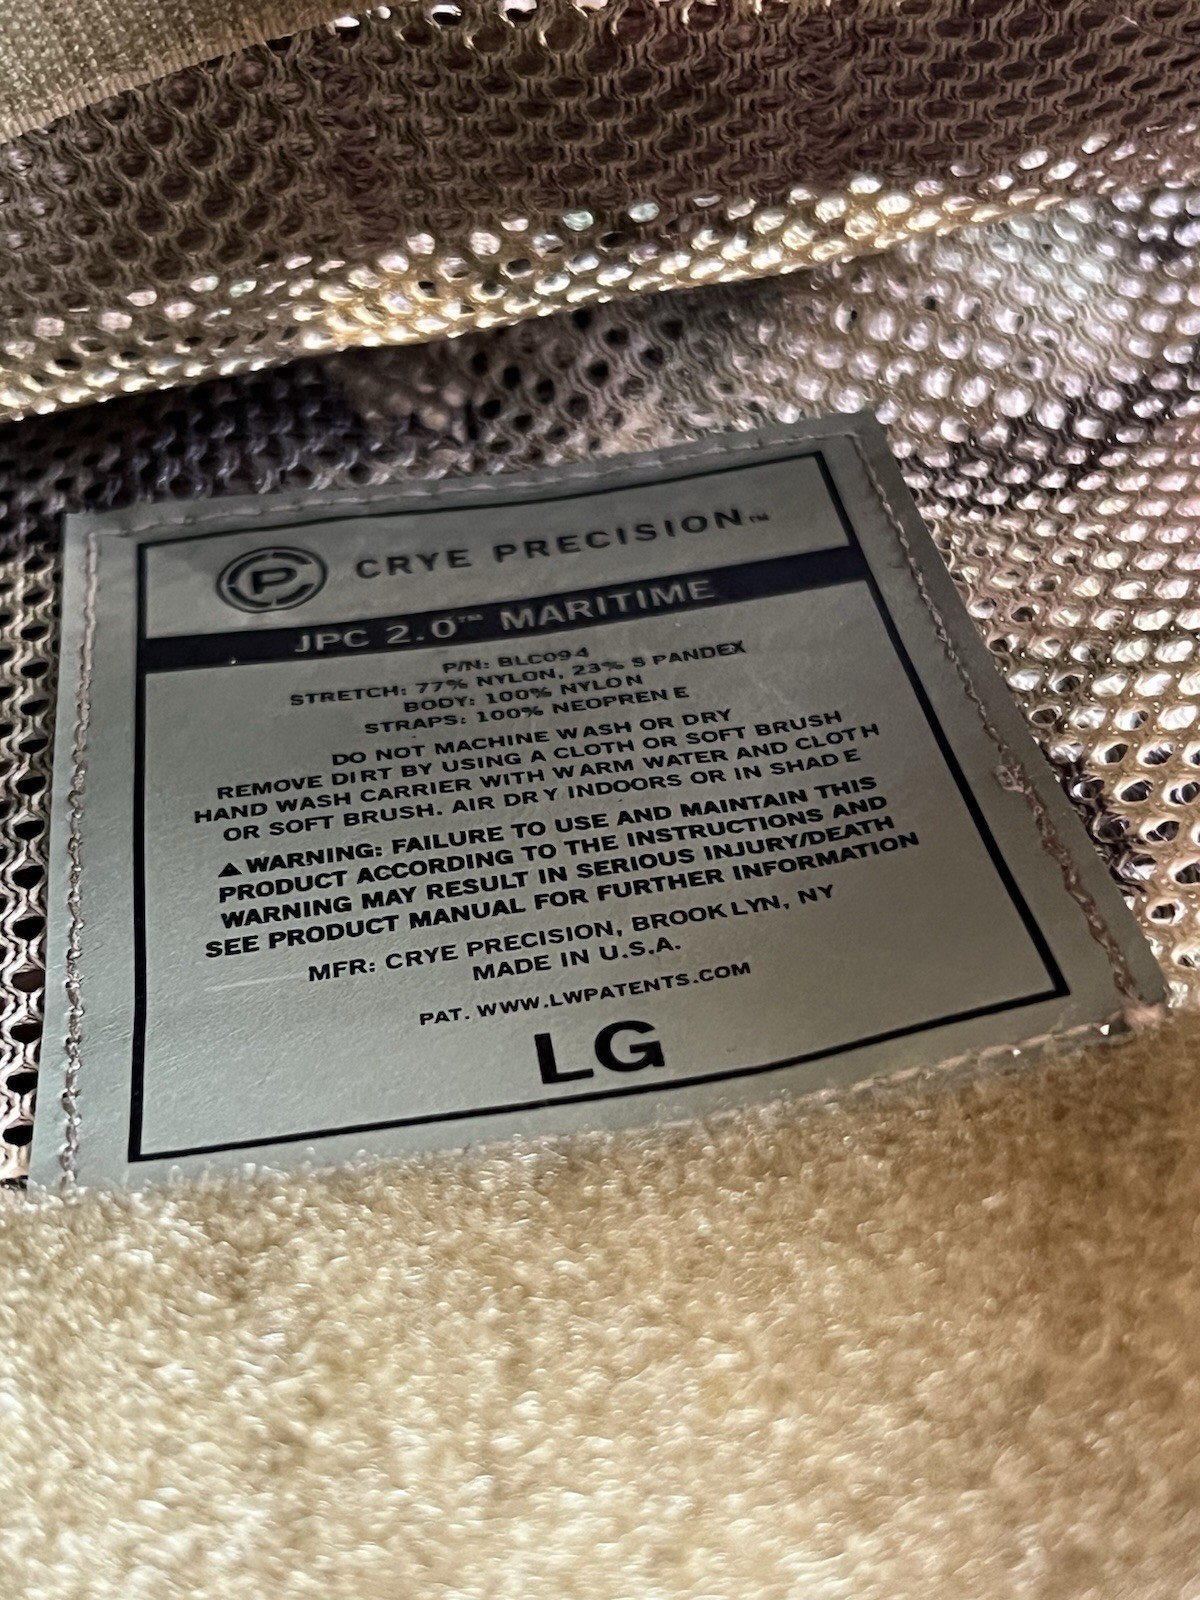 CP CRYE PRECISION™
JPC 2.0™ MARITIME
P/N: BLC094
STRETCH: 77% NYLON, 23% S PANDEX
BODY: 100% NYLON
STRAPS: 100% NEOPRENE
DO NOT MACHINE WASH OR DRY
REMOVE DIRT BY USING A CLOTH OR SOFT BRUSH
HAND WASH CARRIER WITH WARM WATER AND CLOTH
OR SOFT BRUSH. AIR DRY INDOORS OR IN SHADE
⚠ WARNING: FAILURE TO USE AND MAINTAIN THIS
PRODUCT ACCORDING TO THE INSTRUCTIONS AND
WARNING MAY RESULT IN SERIOUS INJURY/DEATH
SEE PRODUCT MANUAL FOR FURTHER INFORMATION
MFR: CRYE PRECISION, BROOKLYN, NY
MADE IN U.S.A.
PAT. WWW.LWPATENTS.COM
LG